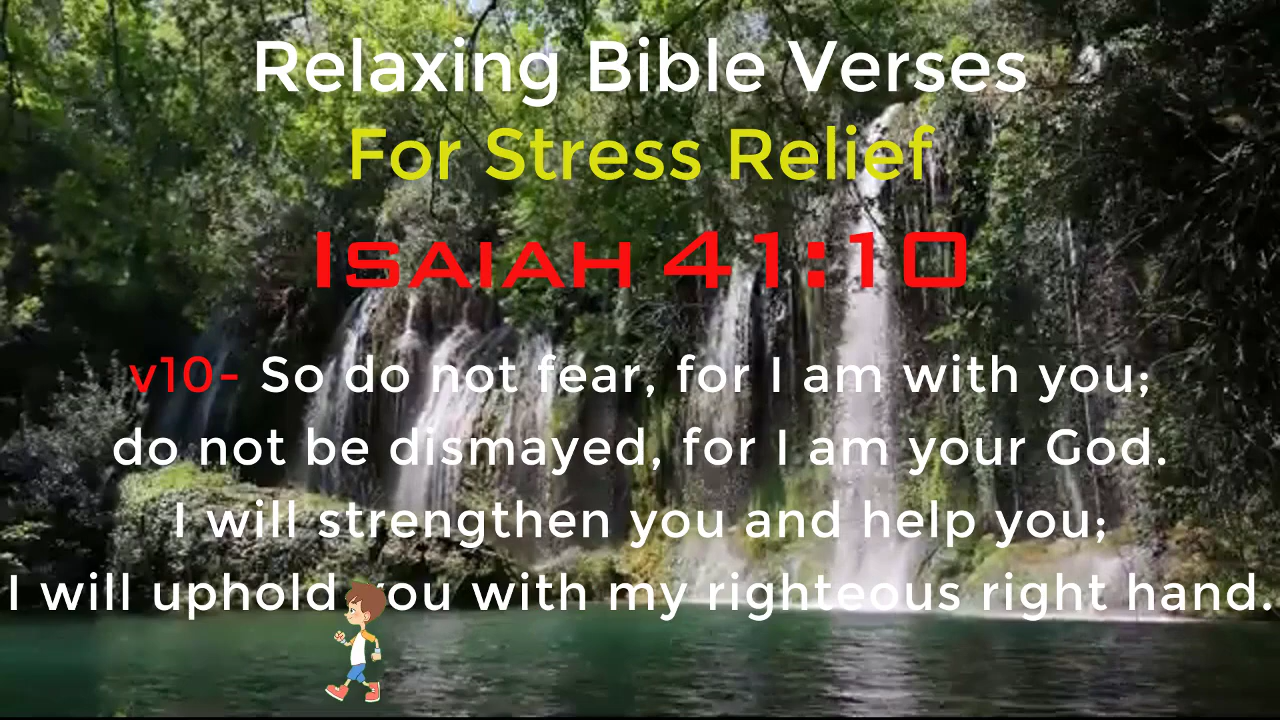 Relaxing Bible Verses
For Stress Relief
Isaiah 41:10
v10- So do not fear, for I am with you;
do not be dismayed, for I am your God.
I will strengthen you and help you;
I will uphold you with my righteous right hand.